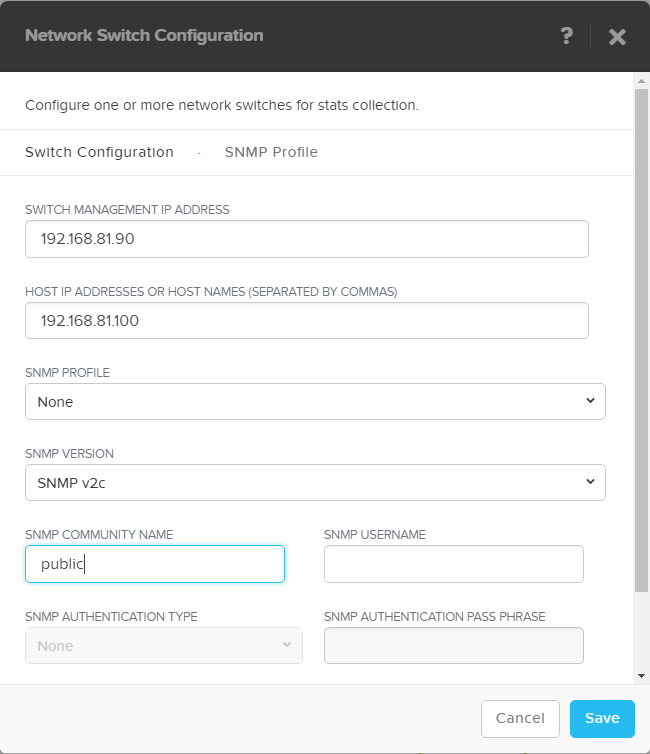 Network Switch Configuration ?
Configure one or more network switches for stats collection.
Switch Configuration · SNMP Profile
SWITCH MANAGEMENT IP ADDRESS
192.168.81.90
HOST IP ADDRESSES OR HOST NAMES (SEPARATED BY COMMAS)
192.168.81.100
SNMP PROFILE
None
SNMP VERSION
SNMP v2c
SNMP COMMUNITY NAME SNMP USERNAME
public
SNMP AUTHENTICATION TYPE SNMP AUTHENTICATION PASS PHRASE
None
Cancel Save